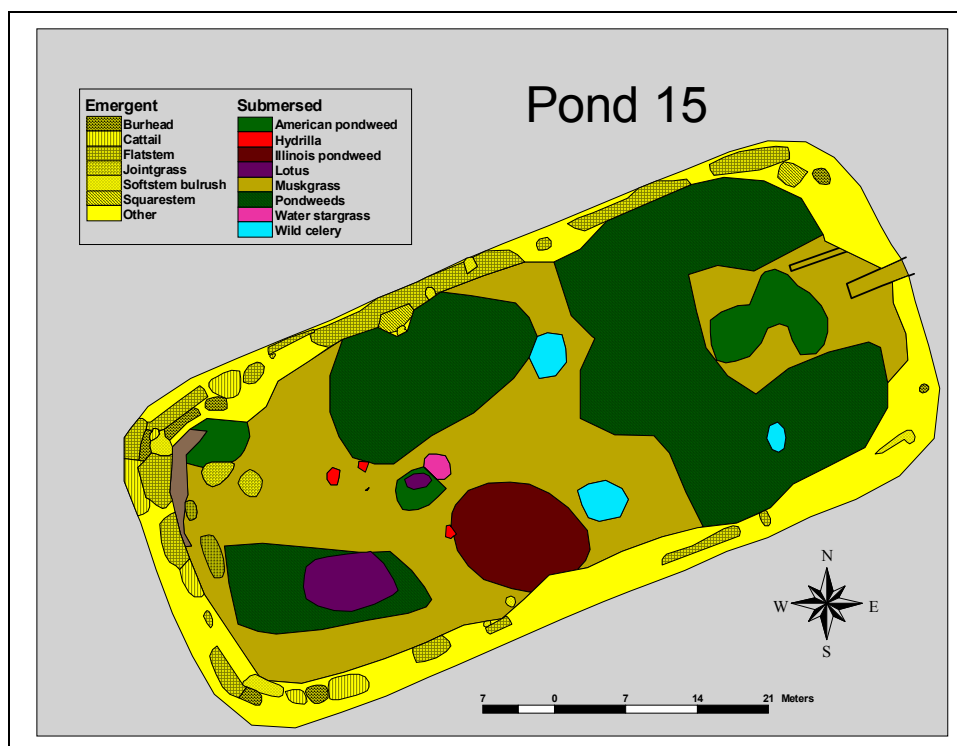 Pond 15
Emergent
Burhead
Cattail
Flatstem
Jointgrass
Softstem bulrush
Squarestem
Other
Submersed
American pondweed
Hydrilla
Illinois pondweed
Lotus
Muskgrass
Pondweeds
Water stargrass
Wild celery
N
W E
S
7 0 7 14 21 Meters